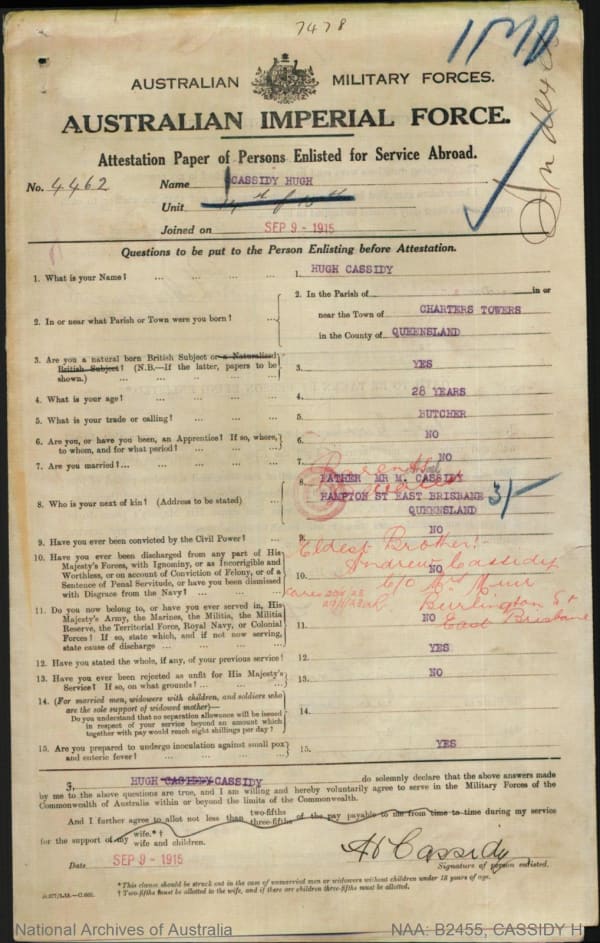 7478
AUSTRALIAN MILITARY FORCES.
AUSTRALIAN IMPERIAL FORCE.
Attestation Paper of Persons Enlisted for Service Abroad.
No. 4462 Name CASSIDY HUGH
Unit
Joined on SEP 9 - 1915
Questions to be put to the Person Enlisting before Attestation.
1. What is your Name? ... ... ... ... 1. HUGH CASSIDY
2. In or near what Parish or Town were you born? ... 2. In the Parish of in or
near the Town of CHARTERS TOWERS
in the County of QUEENSLAND
3. Are you a natural born British Subject or a Naturalised
British Subject? (N.B.—If the latter, papers to be
shown.) ... ... ... ... 3. YES
4. What is your age? ... ... ... ... 4. 28 YEARS
5. What is your trade or calling? ... ... ... 5. BUTCHER
6. Are you, or have you been, an Apprentice? If so, where,
to whom, and for what period? ... ... ... 6. NO
7. Are you married?... ... ... ... ... 7. NO
Parents
8. Who is your next of kin? (Address to be stated) ... 8. FATHER MR M. CASSIDY
HAMPTON ST EAST BRISBANE 3/-
QUEENSLAND
9. Have you ever been convicted by the Civil Power? ... 9. NO
Eldest Brother:-
Andrew Cassidy
C/o Mrs Muir
Burlington St
East Brisbane
10. Have you ever been discharged from any part of His
Majesty's Forces, with Ignominy, or as Incorrigible and
Worthless, or on account of Conviction of Felony, or of a
Sentence of Penal Servitude, or have you been dismissed
with Disgrace from the Navy? ... ... ... 10. NO
11. Do you now belong to, or have you ever served in, His
Majesty's Army, the Marines, the Militia, the Militia
Reserve, the Territorial Force, Royal Navy, or Colonial
Forces? If so, state which, and if not now serving,
state cause of discharge ... ... ... ... 11. NO
12. Have you stated the whole, if any, of your previous service? 12. YES
13. Have you ever been rejected as unfit for His Majesty's
Service? If so, on what grounds? ... ... ... 13. NO
14. (For married men, widowers with children, and soldiers who
are the sole support of widowed mother)—
Do you understand that no separation allowance will be issued
in respect of your service beyond an amount which
together with pay would reach eight shillings per day? 14.
15. Are you prepared to undergo inoculation against small pox
and enteric fever? ... ... ... ... 15. YES
I, HUGH CASSIDY CASSIDY do solemnly declare that the above answers made
by me to the above questions are true, and I am willing and hereby voluntarily agree to serve in the Military Forces of the
Commonwealth of Australia within or beyond the limits of the Commonwealth.
And I further agree to allot not less than two-fifths three-fifths of the pay payable to me from time to time during my service
for the support of my wife.*† wife and children.
H Cassidy
Date SEP 9 - 1915 Signature of person enlisted.
*This clause should be struck out in the case of unmarried men or widowers without children under 18 years of age.
† Two-fifths must be allotted to the wife, and if there are children three-fifths must be allotted.
National Archives of Australia NAA: B2455, CASSIDY H